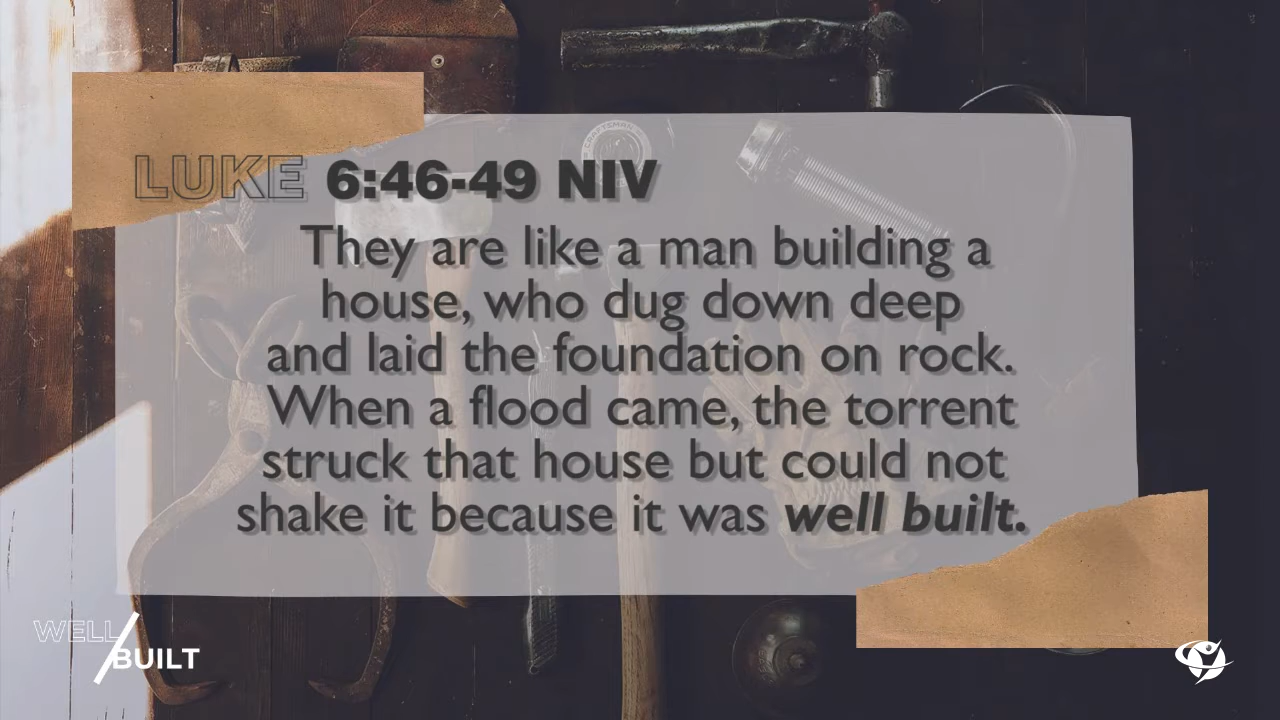 LUKE 6:46-49 NIV
They are like a man building a
house, who dug down deep
and laid the foundation on rock.
When a flood came, the torrent
struck that house but could not
shake it because it was well built.
WELL
BUILT